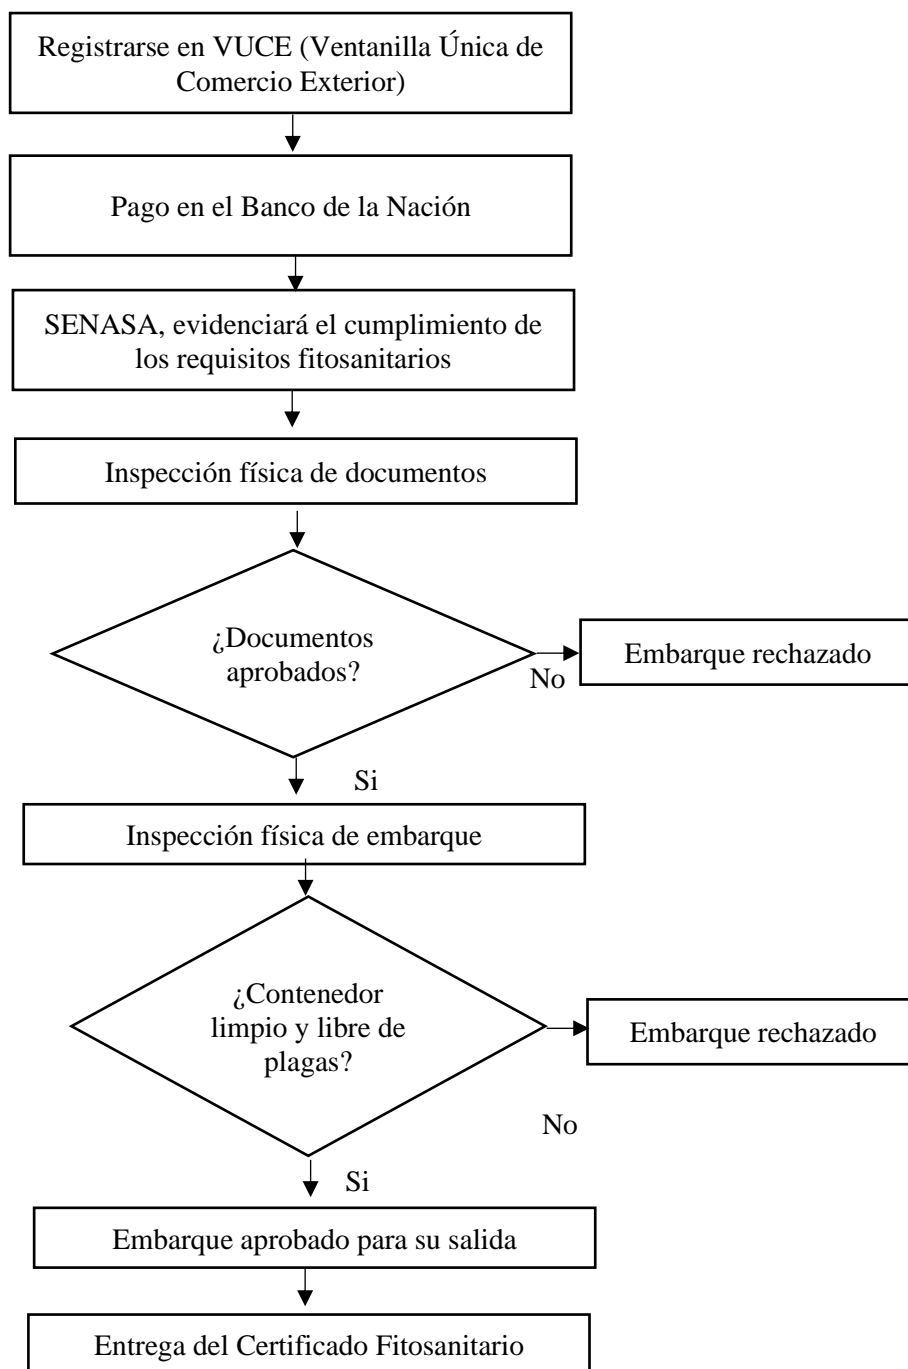 Registrarse en VUCE (Ventanilla Única de
Comercio Exterior)
Pago en el Banco de la Nación
SENASA, evidenciará el cumplimiento de
los requisitos fitosanitarios
Inspección física de documentos
¿Documentos
aprobados?
No
Embarque rechazado
Si
Inspección física de embarque
¿Contenedor
limpio y libre de
plagas?
Embarque rechazado
No
Si
Embarque aprobado para su salida
Entrega del Certificado Fitosanitario